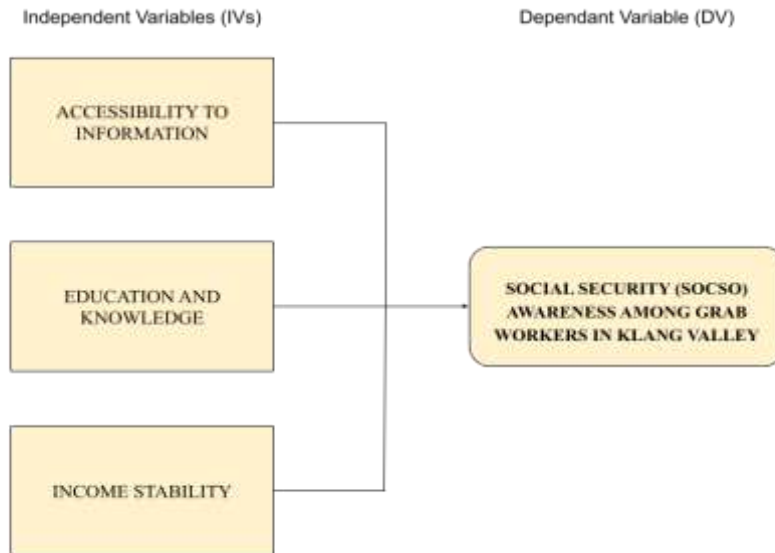 Independent Variables (IVs)
Dependant Variable (DV)
ACCESSIBILITY TO
INFORMATION
EDUCATION AND
KNOWLEDGE
INCOME STABILITY
SOCIAL SECURITY (SOCSO)
AWARENESS AMONG GRAB
WORKERS IN KLANG VALLEY